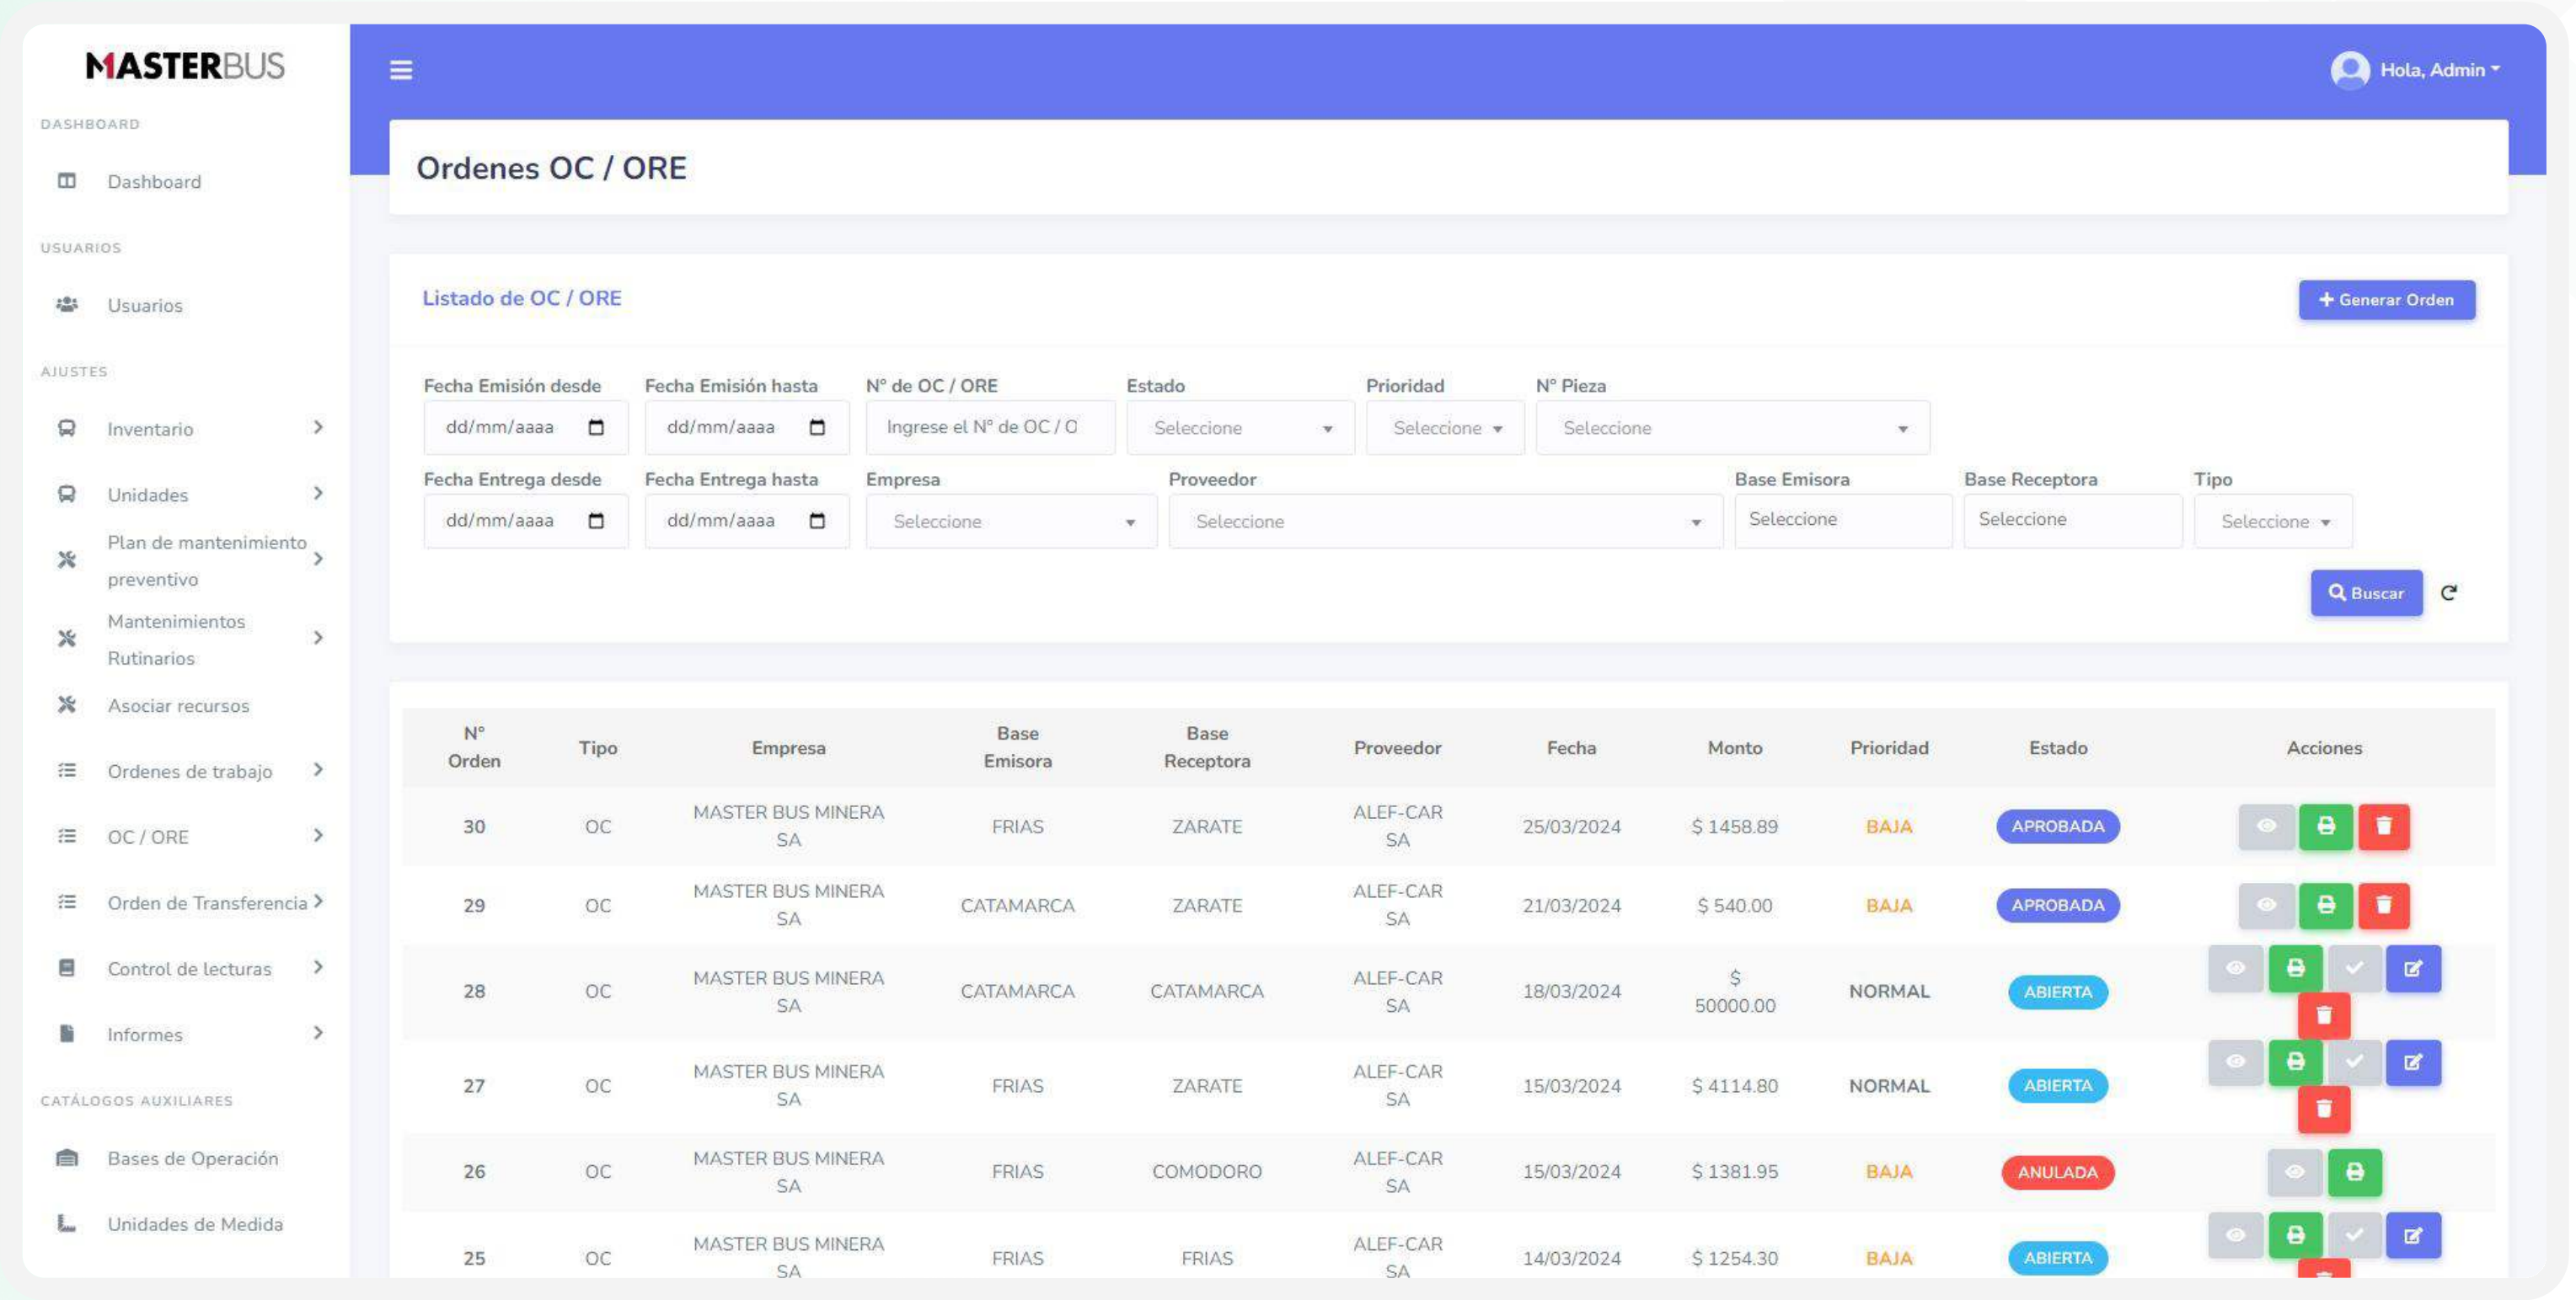 MASTERBUS
DASHBOARD
Dashboard
USUARIOS
Usuarios
AJUSTES
Inventario
Unidades
Plan de mantenimiento
preventivo
Mantenimientos
Rutinarios
Asociar recursos
Ordenes de trabajo
OC / ORE
Orden de Transferencia
Control de lecturas
Informes
CATÁLOGOS AUXILIARES
Bases de Operación
Unidades de Medida
Hola, Admin
Ordenes OC / ORE
Listado de OC / ORE
Generar Orden
Fecha Emisión desde Fecha Emisión hasta N° de OC / ORE Estado Prioridad N° Pieza
dd/mm/aaaa dd/mm/aaaa Ingrese el N° de OC / O Seleccione Seleccione Seleccione
Fecha Entrega desde Fecha Entrega hasta Empresa Proveedor Base Emisora Base Receptora Tipo
dd/mm/aaaa dd/mm/aaaa Seleccione Seleccione Seleccione Seleccione Seleccione
Buscar
N° Orden Tipo Empresa Base Emisora Base Receptora Proveedor Fecha Monto Prioridad Estado Acciones
30 OC MASTER BUS MINERA SA FRIAS ZARATE ALEF-CAR SA 25/03/2024 $ 1458.89 BAJA APROBADA
29 OC MASTER BUS MINERA SA CATAMARCA ZARATE ALEF-CAR SA 21/03/2024 $ 540.00 BAJA APROBADA
28 OC MASTER BUS MINERA SA CATAMARCA CATAMARCA ALEF-CAR SA 18/03/2024 $ 50000.00 NORMAL ABIERTA
27 OC MASTER BUS MINERA SA FRIAS ZARATE ALEF-CAR SA 15/03/2024 $ 4114.80 NORMAL ABIERTA
26 OC MASTER BUS MINERA SA FRIAS COMODORO ALEF-CAR SA 15/03/2024 $ 1381.95 BAJA ANULADA
25 OC MASTER BUS MINERA SA FRIAS FRIAS ALEF-CAR SA 14/03/2024 $ 1254.30 BAJA ABIERTA